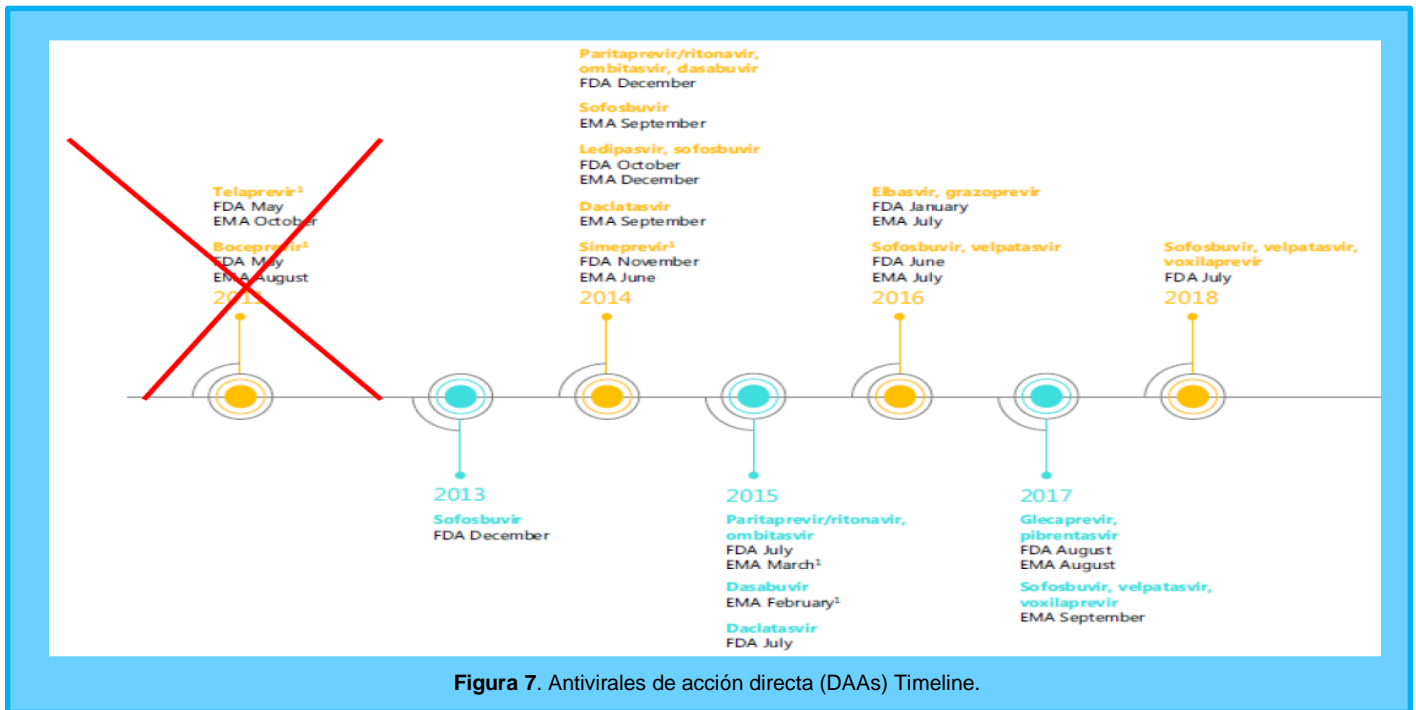 Telaprevir¹
FDA May
EMA October
Boceprevir¹
FDA May
EMA August
2011
2013
Sofosbuvir
FDA December
Paritaprevir/ritonavir,
ombitasvir, dasabuvir
FDA December
Sofosbuvir
EMA September
Ledipasvir, sofosbuvir
FDA October
EMA December
Daclatasvir
EMA September
Simeprevir¹
FDA November
EMA June
2014
2015
Paritaprevir/ritonavir,
ombitasvir
FDA July
EMA March¹
Dasabuvir
EMA February¹
Daclatasvir
FDA July
Elbasvir, grazoprevir
FDA January
EMA July
Sofosbuvir, velpatasvir
FDA June
EMA July
2016
2017
Glecaprevir,
pibrentasvir
FDA August
EMA August
Sofosbuvir, velpatasvir,
voxilaprevir
EMA September
Sofosbuvir, velpatasvir,
voxilaprevir
FDA July
2018
Figura 7. Antivirales de acción directa (DAAs) Timeline.